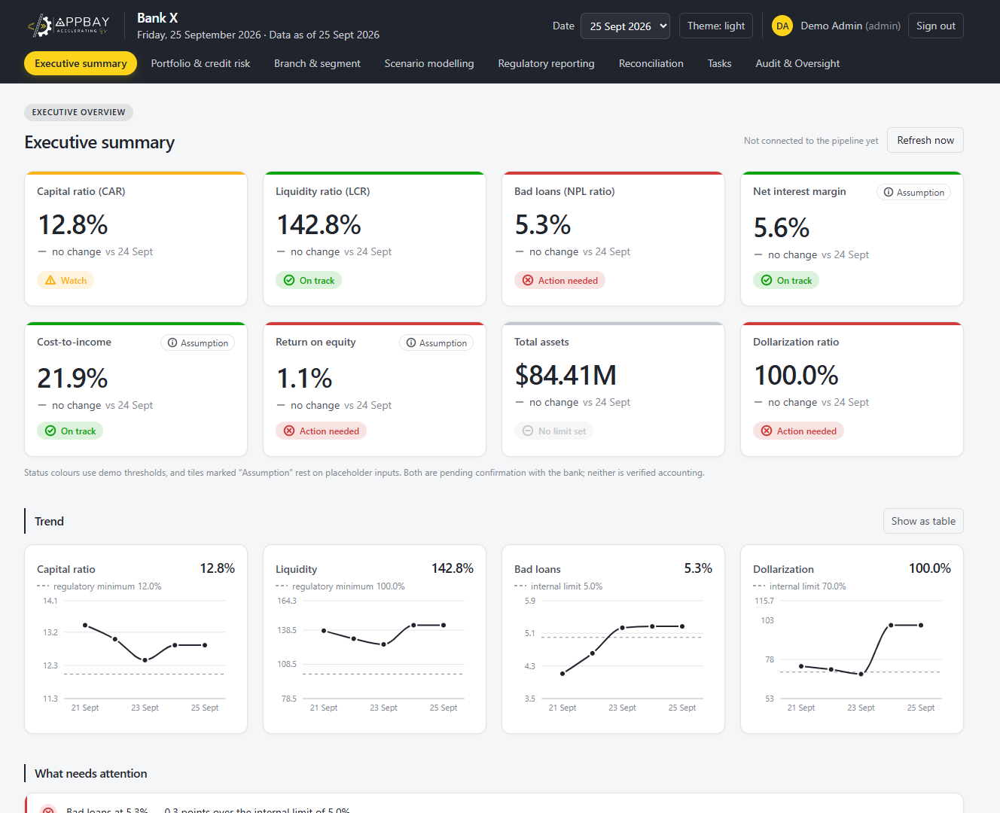 APPBAY
ACCELERATING
Bank X
Friday, 25 September 2026 · Data as of 25 Sept 2026
Date
25 Sept 2026
Theme: light
DA
Demo Admin (admin)
Sign out
Executive summary
Portfolio & credit risk
Branch & segment
Scenario modelling
Regulatory reporting
Reconciliation
Tasks
Audit & Oversight
EXECUTIVE OVERVIEW
Executive summary
Not connected to the pipeline yet
Refresh now
Capital ratio (CAR)
12.8%
— no change vs 24 Sept
Watch
Liquidity ratio (LCR)
142.8%
— no change vs 24 Sept
On track
Bad loans (NPL ratio)
5.3%
— no change vs 24 Sept
Action needed
Net interest margin
Assumption
5.6%
— no change vs 24 Sept
On track
Cost-to-income
Assumption
21.9%
— no change vs 24 Sept
On track
Return on equity
Assumption
1.1%
— no change vs 24 Sept
Action needed
Total assets
$84.41M
— no change vs 24 Sept
No limit set
Dollarization ratio
100.0%
— no change vs 24 Sept
Action needed
Status colours use demo thresholds, and tiles marked “Assumption” rest on placeholder inputs. Both are pending confirmation with the bank; neither is verified accounting.
Trend
Show as table
Capital ratio
12.8%
regulatory minimum 12.0%
14.1
13.2
12.3
11.3
21 Sept
23 Sept
25 Sept
Liquidity
142.8%
regulatory minimum 100.0%
164.3
138.5
108.5
78.5
21 Sept
23 Sept
25 Sept
Bad loans
5.3%
internal limit 5.0%
5.9
5.1
4.3
3.5
21 Sept
23 Sept
25 Sept
Dollarization
100.0%
internal limit 70.0%
115.7
103
78
53
21 Sept
23 Sept
25 Sept
What needs attention
Bad loans at 5.3% — 0.3 points over the internal limit of 5.0%